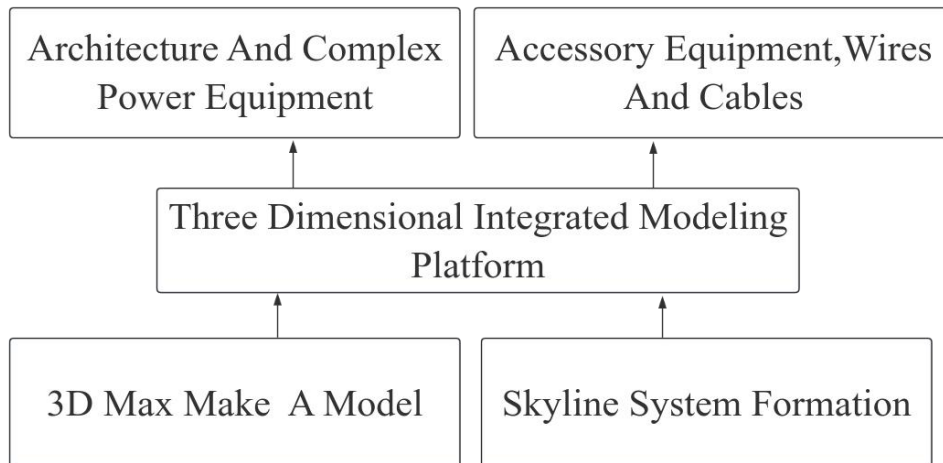 Architecture And Complex
Power Equipment
Accessory Equipment,Wires
And Cables
Three Dimensional Integrated Modeling
Platform
3D Max Make A Model
Skyline System Formation